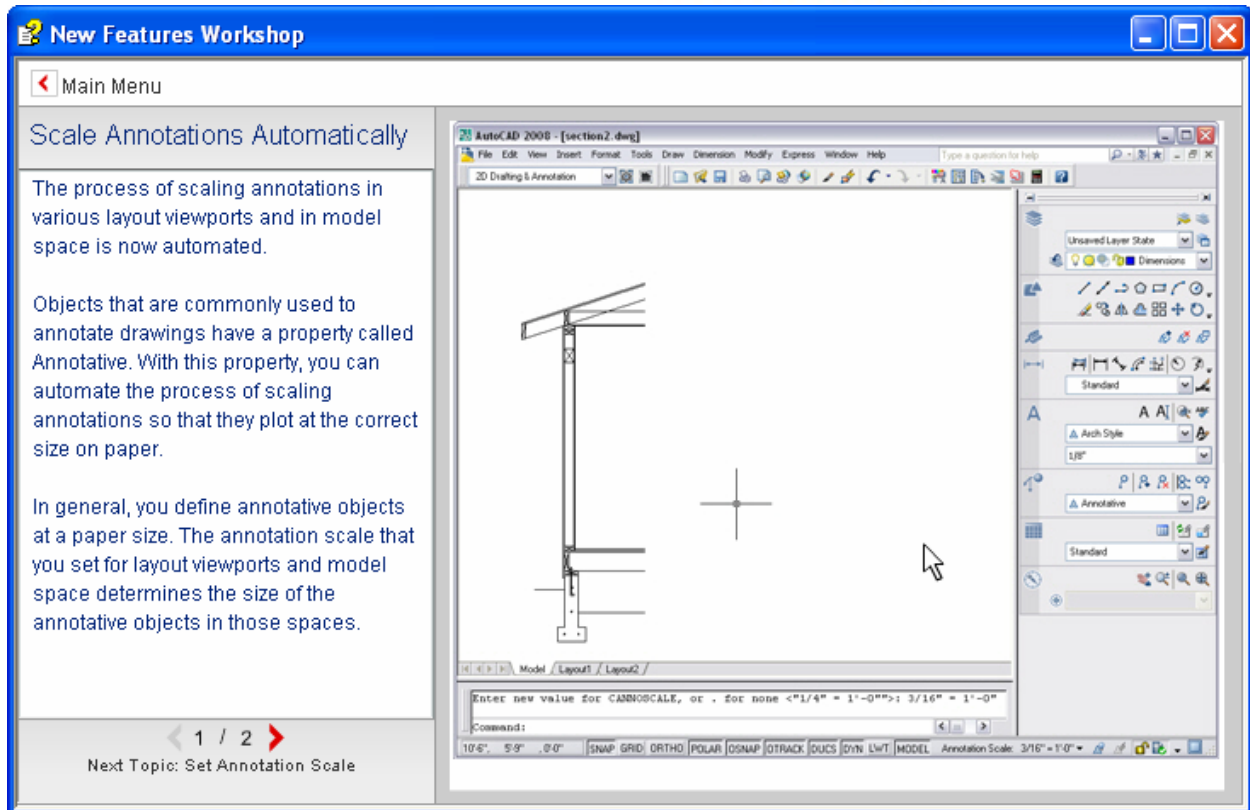 New Features Workshop
Main Menu
Scale Annotations Automatically
The process of scaling annotations in
various layout viewports and in model
space is now automated.
Objects that are commonly used to
annotate drawings have a property called
Annotative. With this property, you can
automate the process of scaling
annotations so that they plot at the correct
size on paper.
In general, you define annotative objects
at a paper size. The annotation scale that
you set for layout viewports and model
space determines the size of the
annotative objects in those spaces.
1 / 2
Next Topic: Set Annotation Scale
AutoCAD 2008 - [section2.dwg]
File Edit View Insert Format Tools Draw Dimension Modify Express Window Help
Type a question for help
2D Drafting & Annotation
Unsaved Layer State
Dimensions
Standard
A A
A Arch Style
1/8"
Annotative
Standard
Model / Layout1 / Layout2 /
Enter new value for CANNOSCALE, or . for none <"1/4" = 1'-0"">: 3/16" = 1'-0"
Command:
10'-6", 5'-9" , 0'-0" SNAP GRID ORTHO POLAR OSNAP OTRACK DUCS DYN LWT MODEL Annotation Scale: 3/16" = 1'-0"